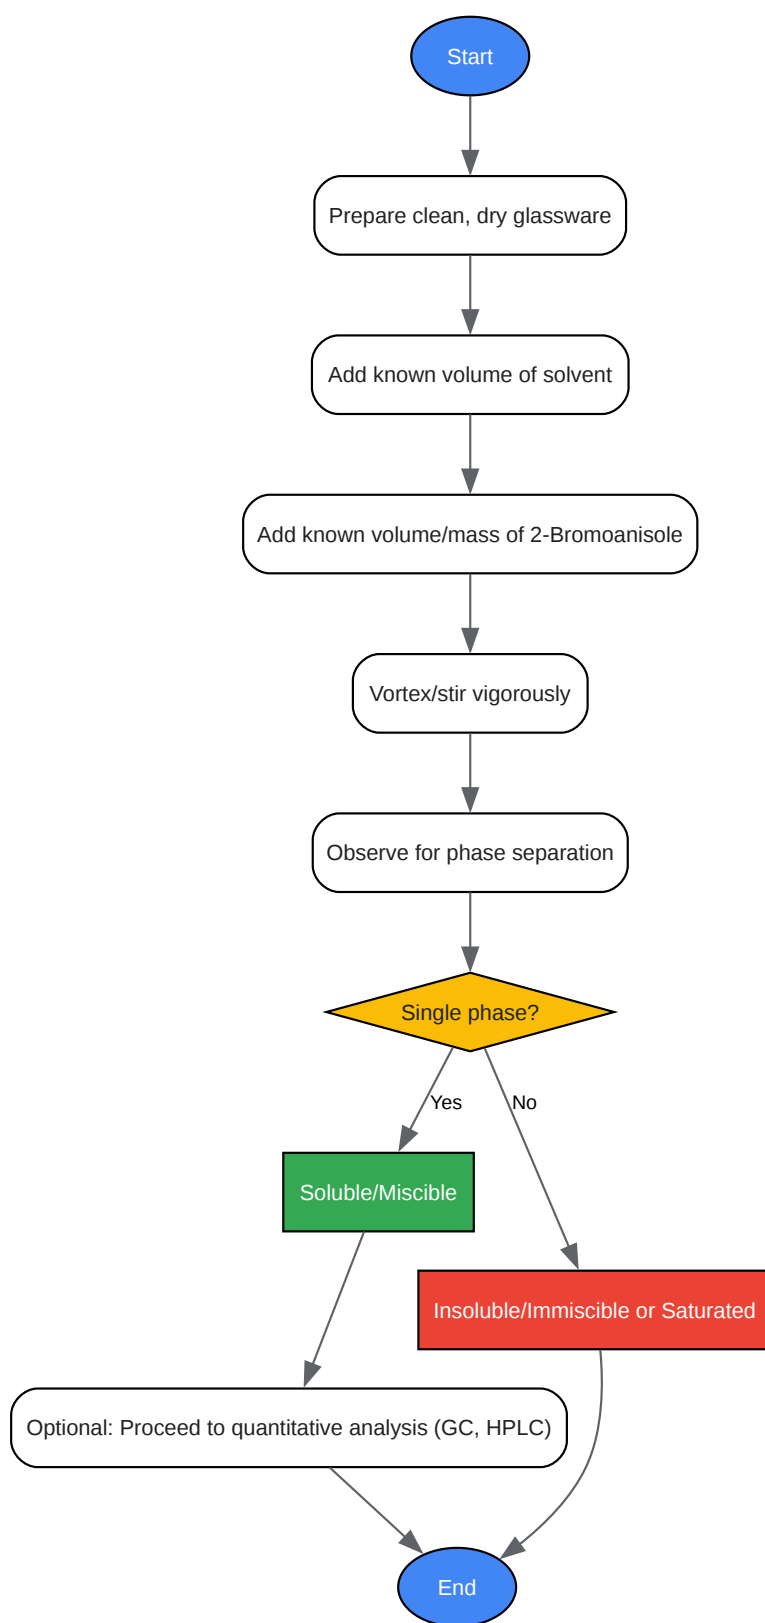 Start
Prepare clean, dry glassware
Add known volume of solvent
Add known volume/mass of 2-Bromoanisole
Vortex/stir vigorously
Observe for phase separation
Single phase?
Yes
No
Soluble/Miscible
Insoluble/Immiscible or Saturated
Optional: Proceed to quantitative analysis (GC, HPLC)
End